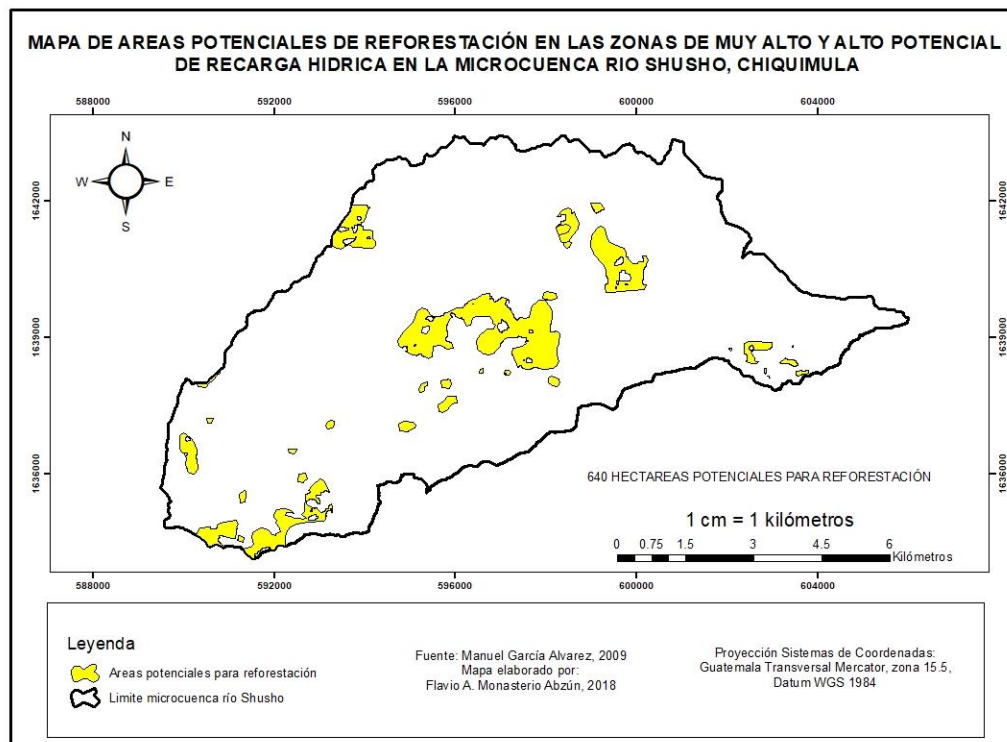 MAPA DE AREAS POTENCIALES DE REFORESTACIÓN EN LAS ZONAS DE MUY ALTO Y ALTO POTENCIAL
DE RECARGA HIDRICA EN LA MICROCUENCA RIO SHUSHO, CHIQUIMULA
588000 592000 596000 600000 604000
N
W E
S
1642000 1642000
1639000 1639000
1636000 1636000
640 HECTAREAS POTENCIALES PARA REFORESTACIÓN
1 cm = 1 kilómetros
0 0.75 1.5 3 4.5 6
Kilómetros
588000 592000 596000 600000 604000
Leyenda
Areas potenciales para reforestación
Limite microcuenca río Shusho
Fuente: Manuel García Alvarez, 2009
Mapa elaborado por:
Flavio A. Monasterio Abzún, 2018
Proyección Sistemas de Coordenadas:
Guatemala Transversal Mercator, zona 15.5,
Datum WGS 1984